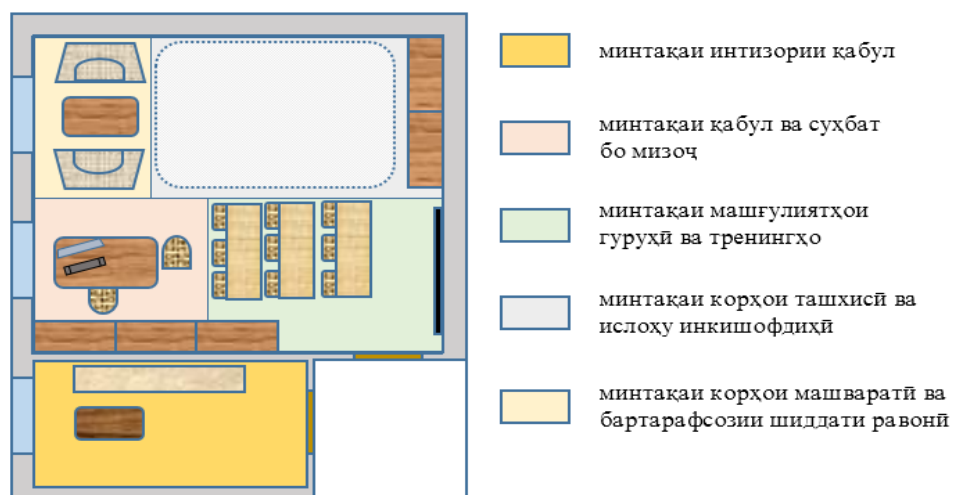 минтақаи интизории қабул
минтақаи қабул ва суҳбат
бо мизоҷ
минтақаи машғулиятҳои
гуруҳӣ ва тренингҳо
минтақаи корҳои ташхисӣ ва
ислоҳу инкишофдиҳӣ
минтақаи корҳои машваратӣ ва
бартарафсозии шиддати равонӣ